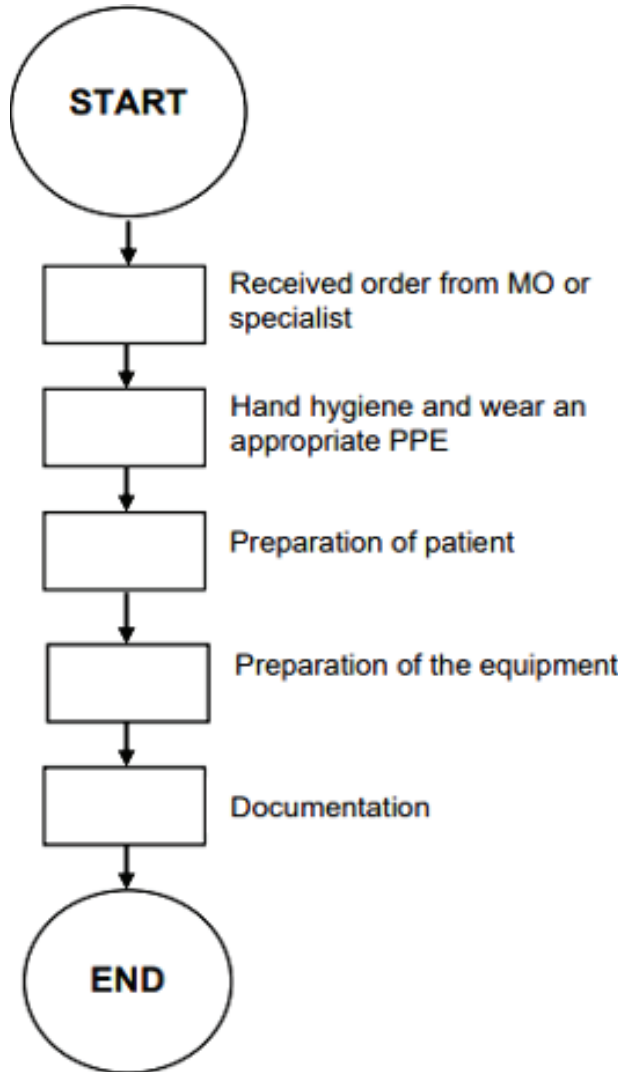 START
Received order from MO or
specialist
Hand hygiene and wear an
appropriate PPE
Preparation of patient
Preparation of the equipment
Documentation
END